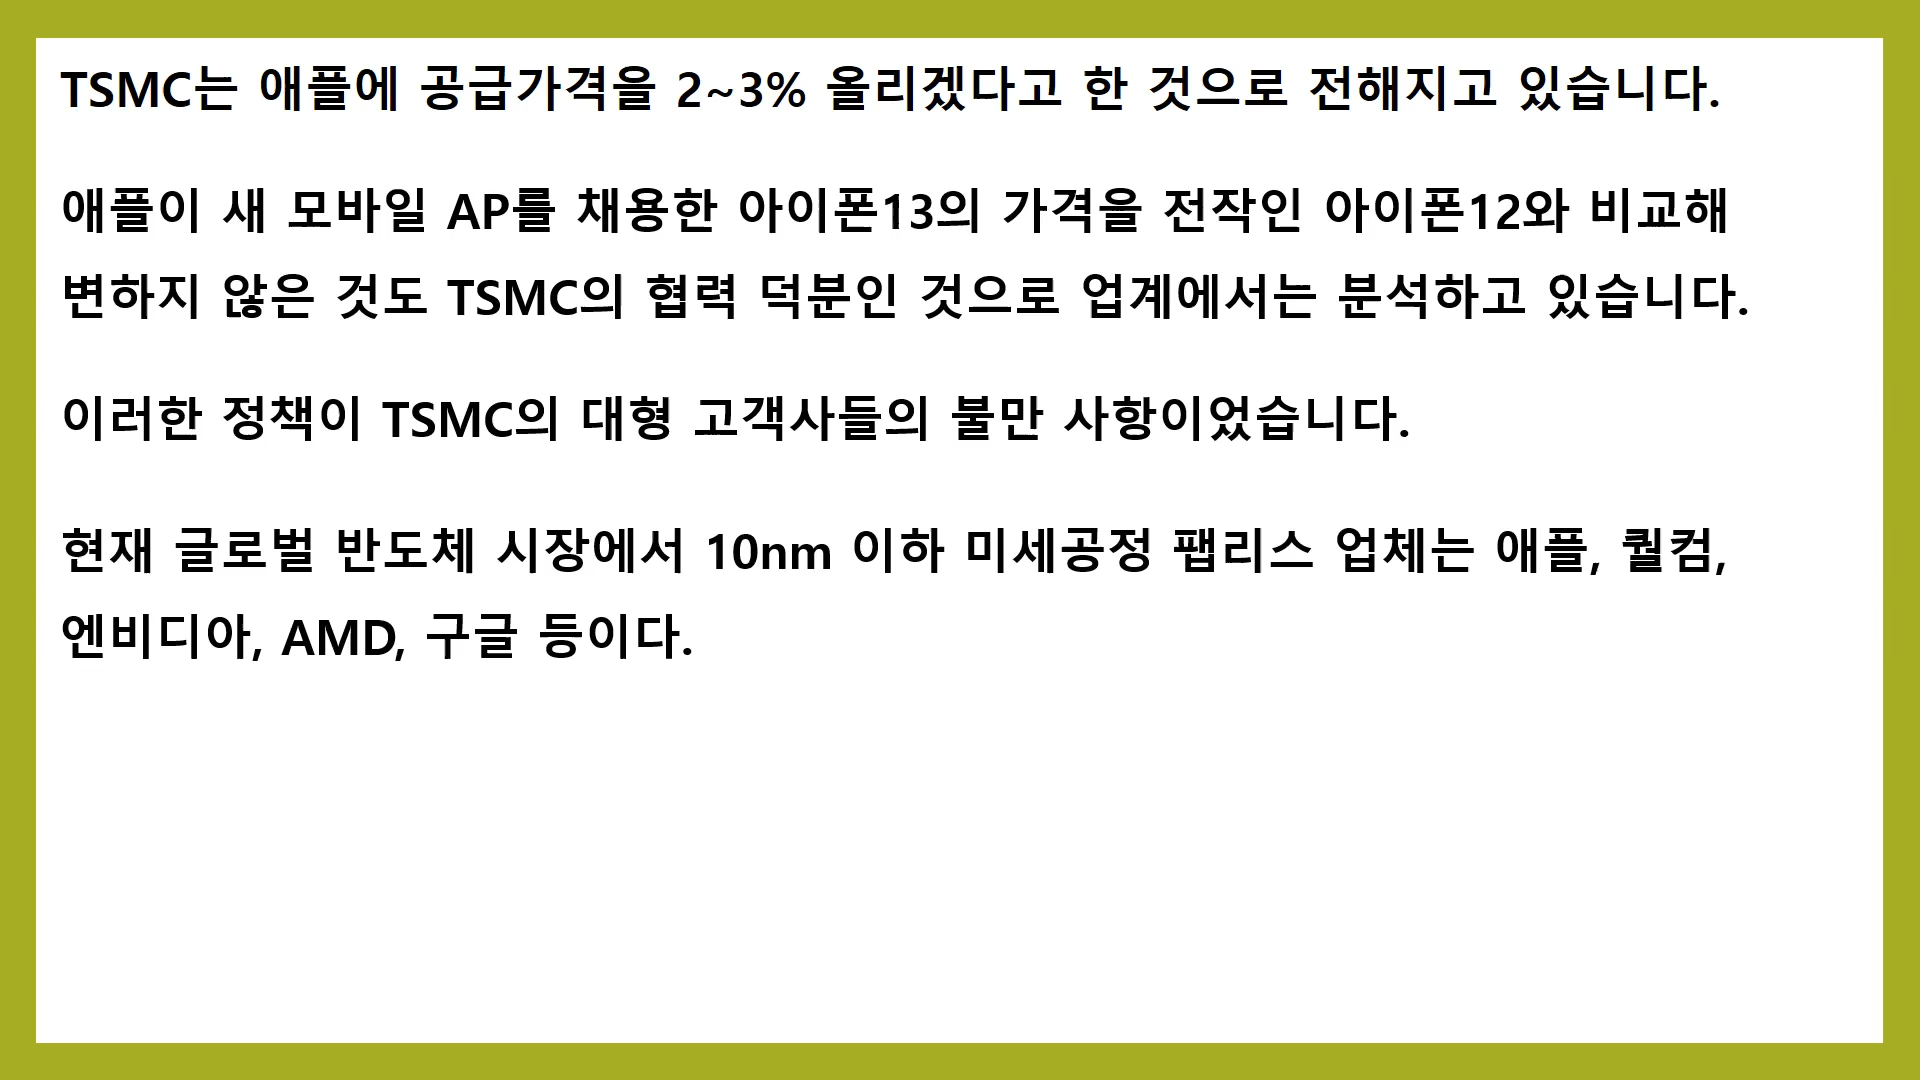 TSMC는 애플에 공급가격을 2~3% 올리겠다고 한 것으로 전해지고 있습니다.
애플이 새 모바일 AP를 채용한 아이폰13의 가격을 전작인 아이폰12와 비교해
변하지 않은 것도 TSMC의 협력 덕분인 것으로 업계에서는 분석하고 있습니다.
이러한 정책이 TSMC의 대형 고객사들의 불만 사항이었습니다.
현재 글로벌 반도체 시장에서 10nm 이하 미세공정 팹리스 업체는 애플, 퀄컴,
엔비디아, AMD, 구글 등이다.